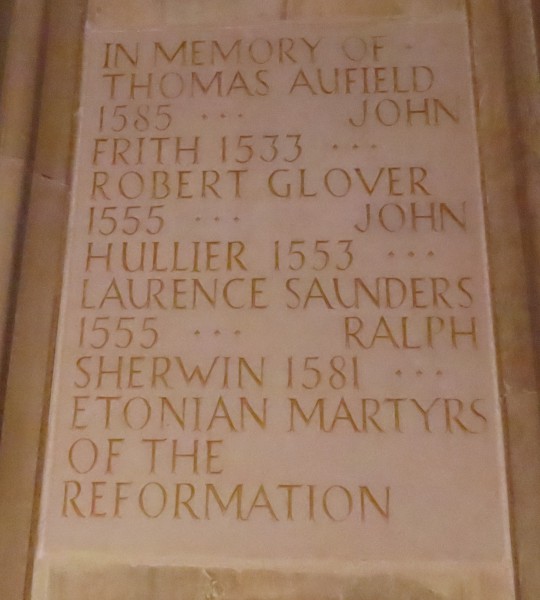 IN MEMORY OF
THOMAS AUFIELD
1585 ... JOHN
FRITH 1533 ...
ROBERT GLOVER
1555 ... JOHN
HULLIER 1553 ...
LAURENCE SAUNDERS
1555 ... RALPH
SHERWIN 1581 ...
ETONIAN MARTYRS
OF THE
REFORMATION